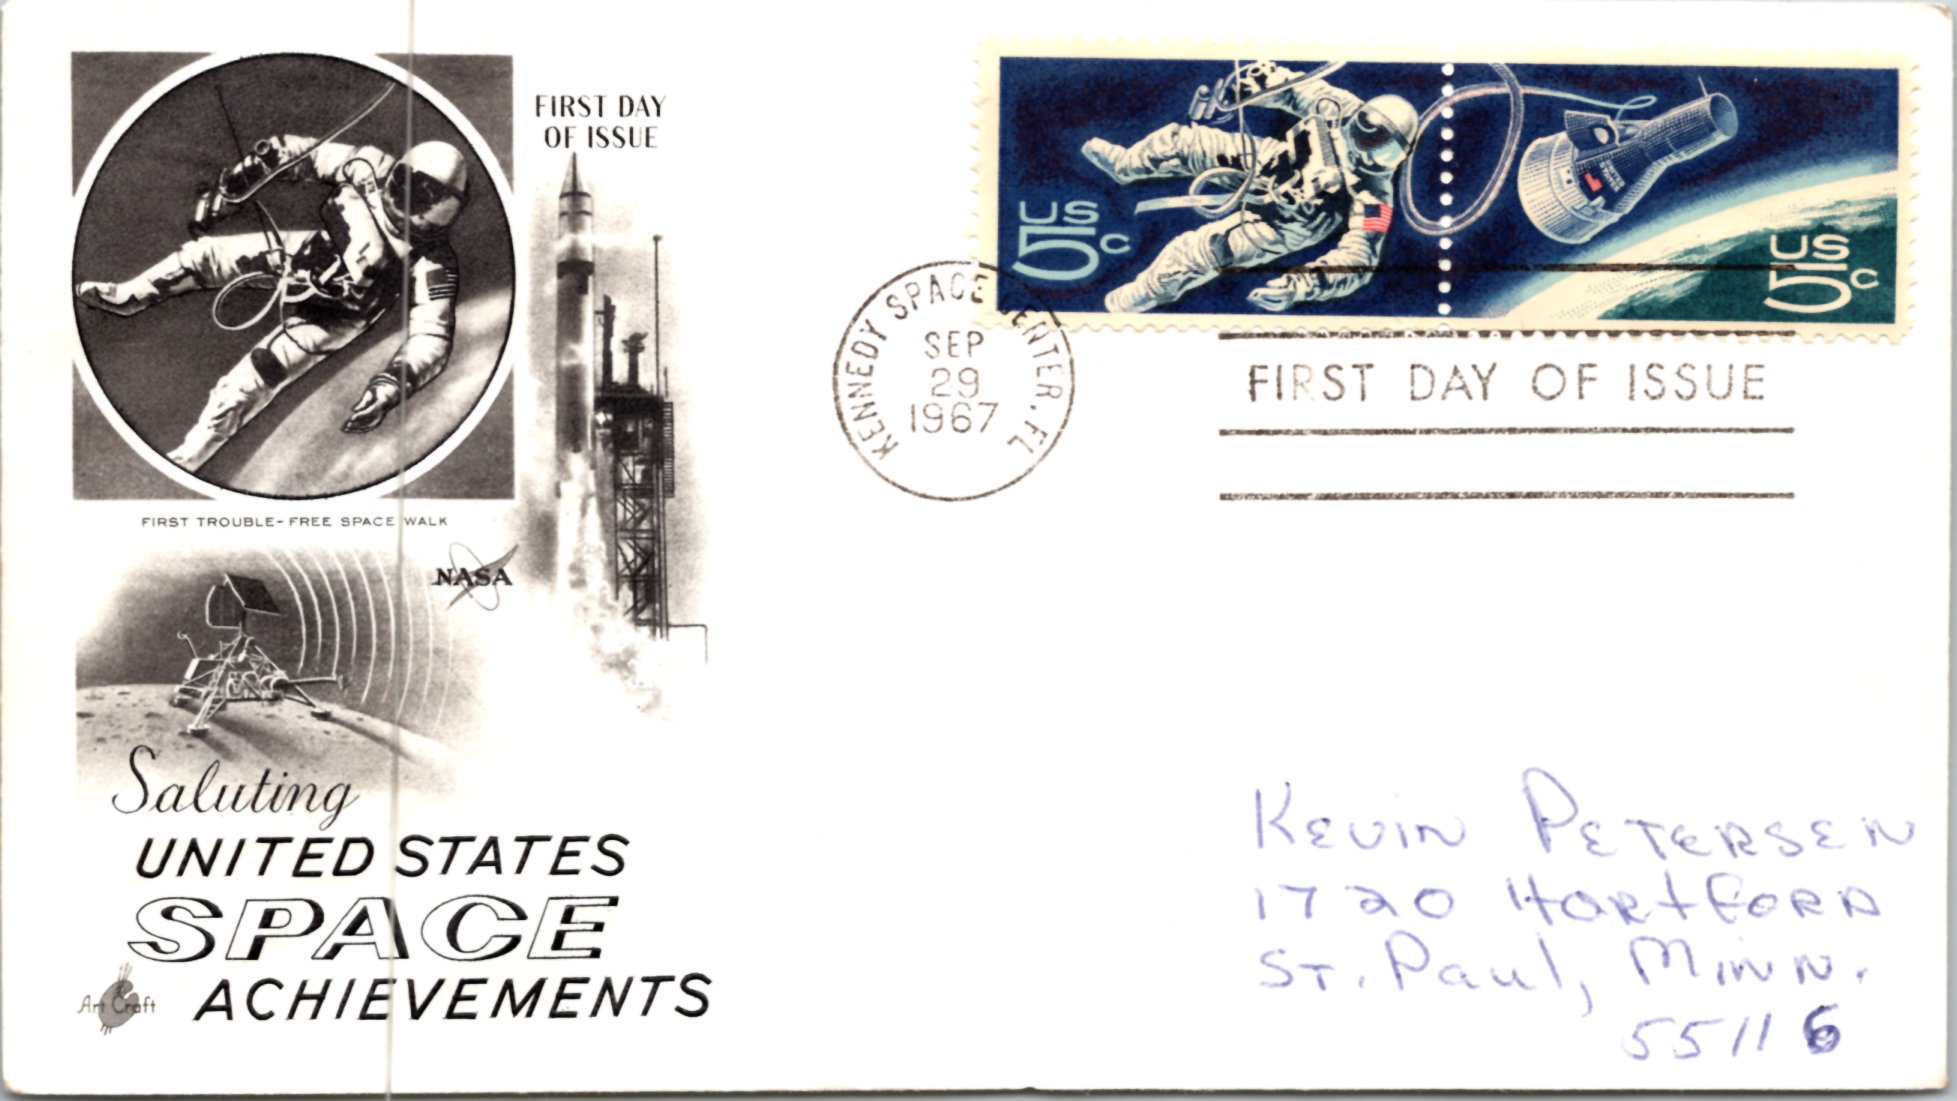 FIRST DAY
OF ISSUE
FIRST TROUBLE-FREE SPACE WALK
NASA
Saluting
UNITED STATES
SPACE
ACHIEVEMENTS
Art Craft
US
5c
UNITED
STATES
US
5c
KENNEDY SPACE CENTER, FL
SEP
29
1967
FIRST DAY OF ISSUE
KEVIN PETERSEN
1720 HARTFORD
ST. Paul, MINN.
55116